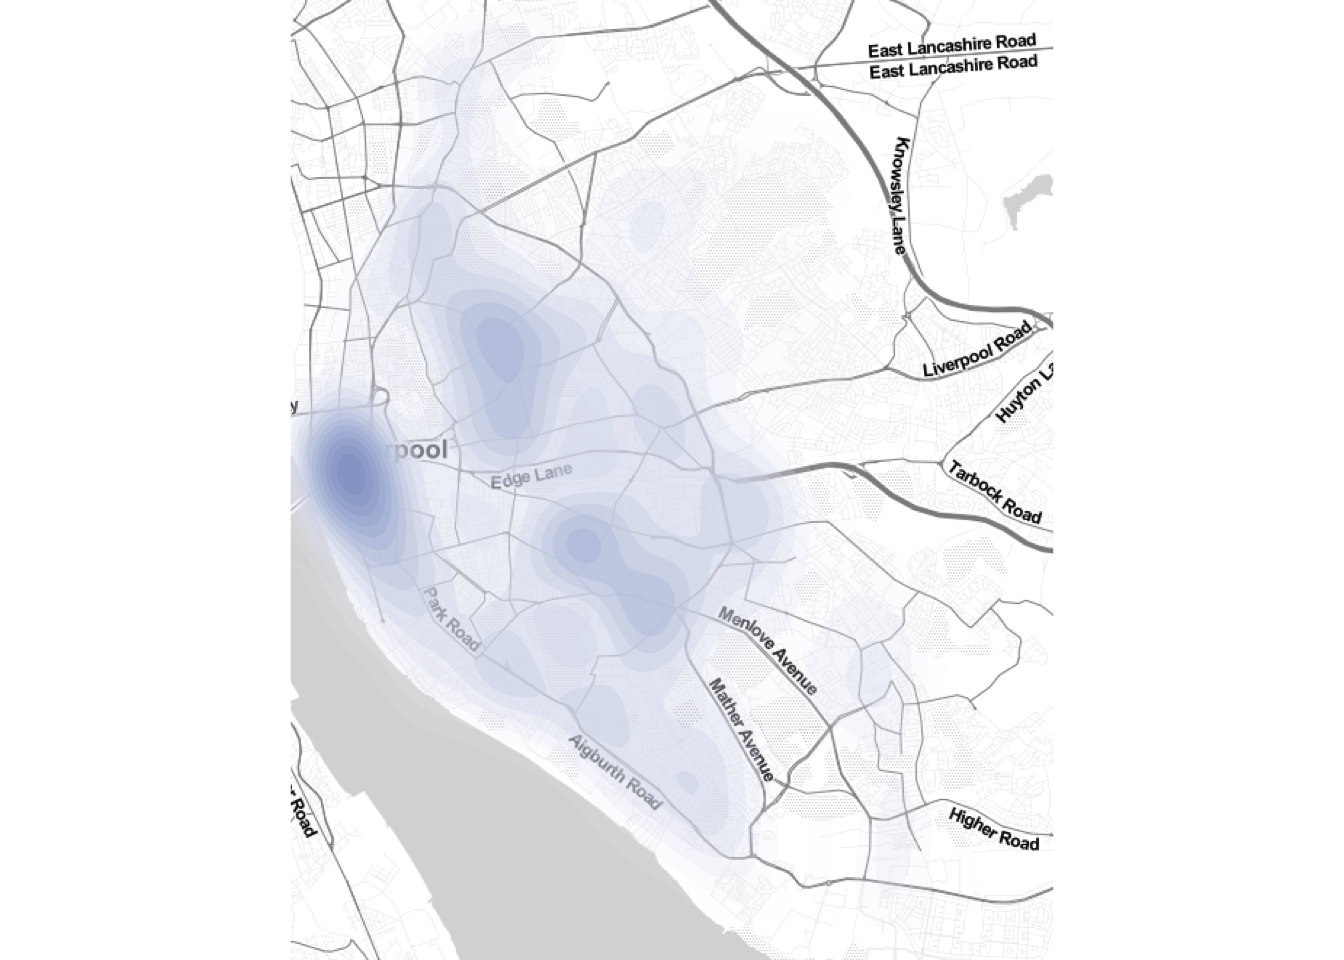 East Lancashire Road
East Lancashire Road
Knowsley Lane
Liverpool Road
Huyton La
y
rpool
Edge Lane
Tarbock Road
Park Road
Menlove Avenue
Mather Avenue
Aigburth Road
r Road
Higher Road